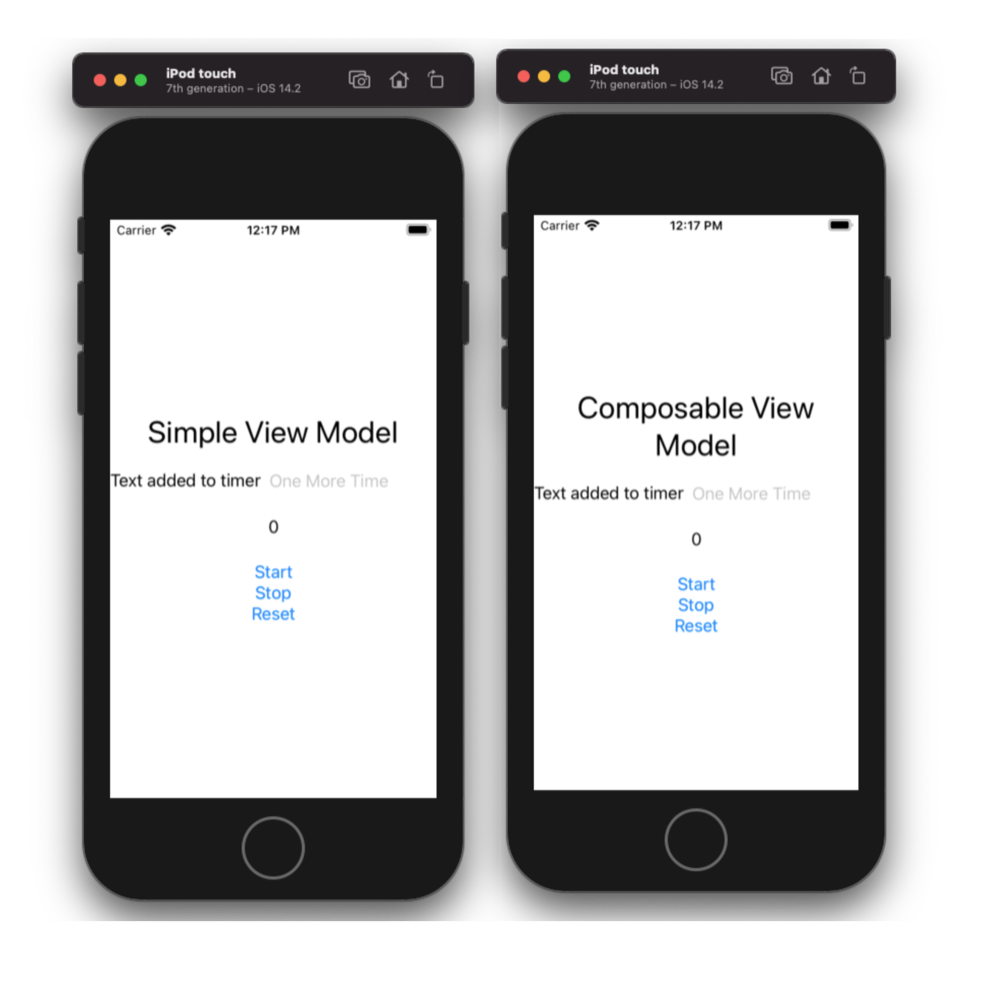 iPod touch
7th generation – iOS 14.2
Carrier 12:17 PM
Simple View Model
Text added to timer One More Time
0
Start
Stop
Reset
iPod touch
7th generation – iOS 14.2
Carrier 12:17 PM
Composable View
Model
Text added to timer One More Time
0
Start
Stop
Reset